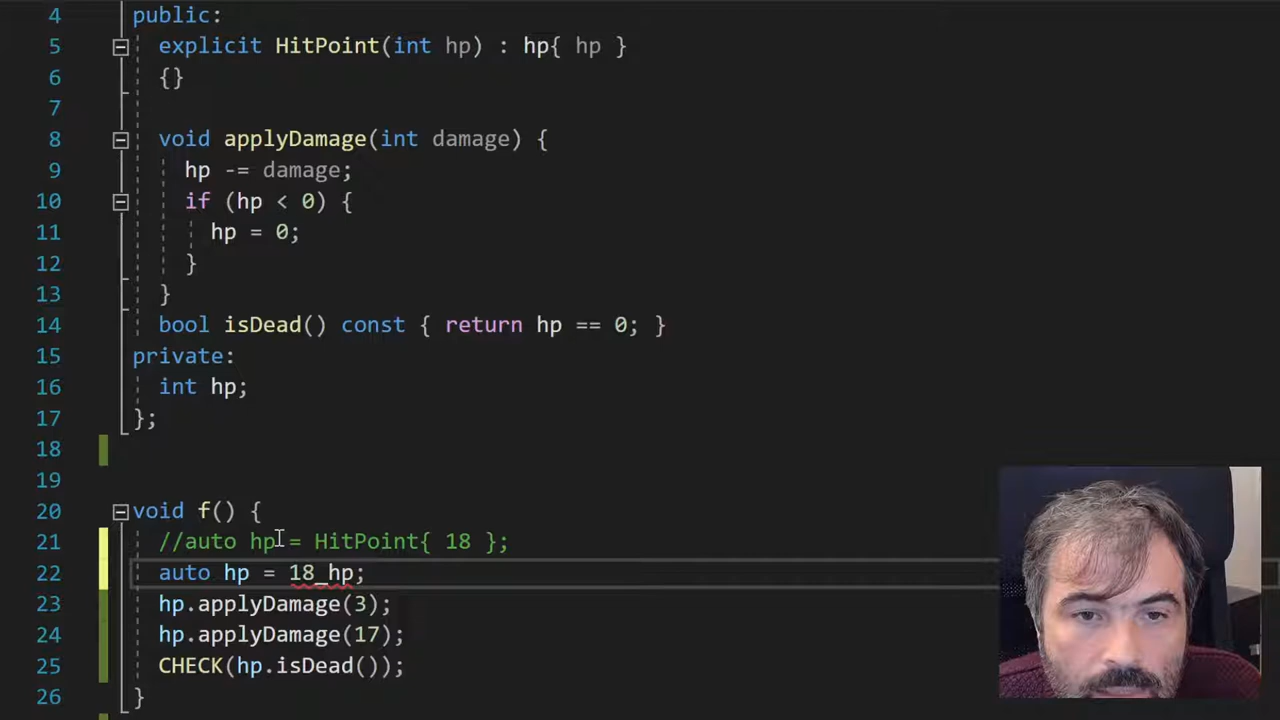 4 public:
5 explicit HitPoint(int hp) : hp{ hp }
6 {}
7
8 void applyDamage(int damage) {
9 hp -= damage;
10 if (hp < 0) {
11 hp = 0;
12 }
13 }
14 bool isDead() const { return hp == 0; }
15 private:
16 int hp;
17 };
18
19
20 void f() {
21 //auto hp = HitPoint{ 18 };
22 auto hp = 18_hp;
23 hp.applyDamage(3);
24 hp.applyDamage(17);
25 CHECK(hp.isDead());
26 }